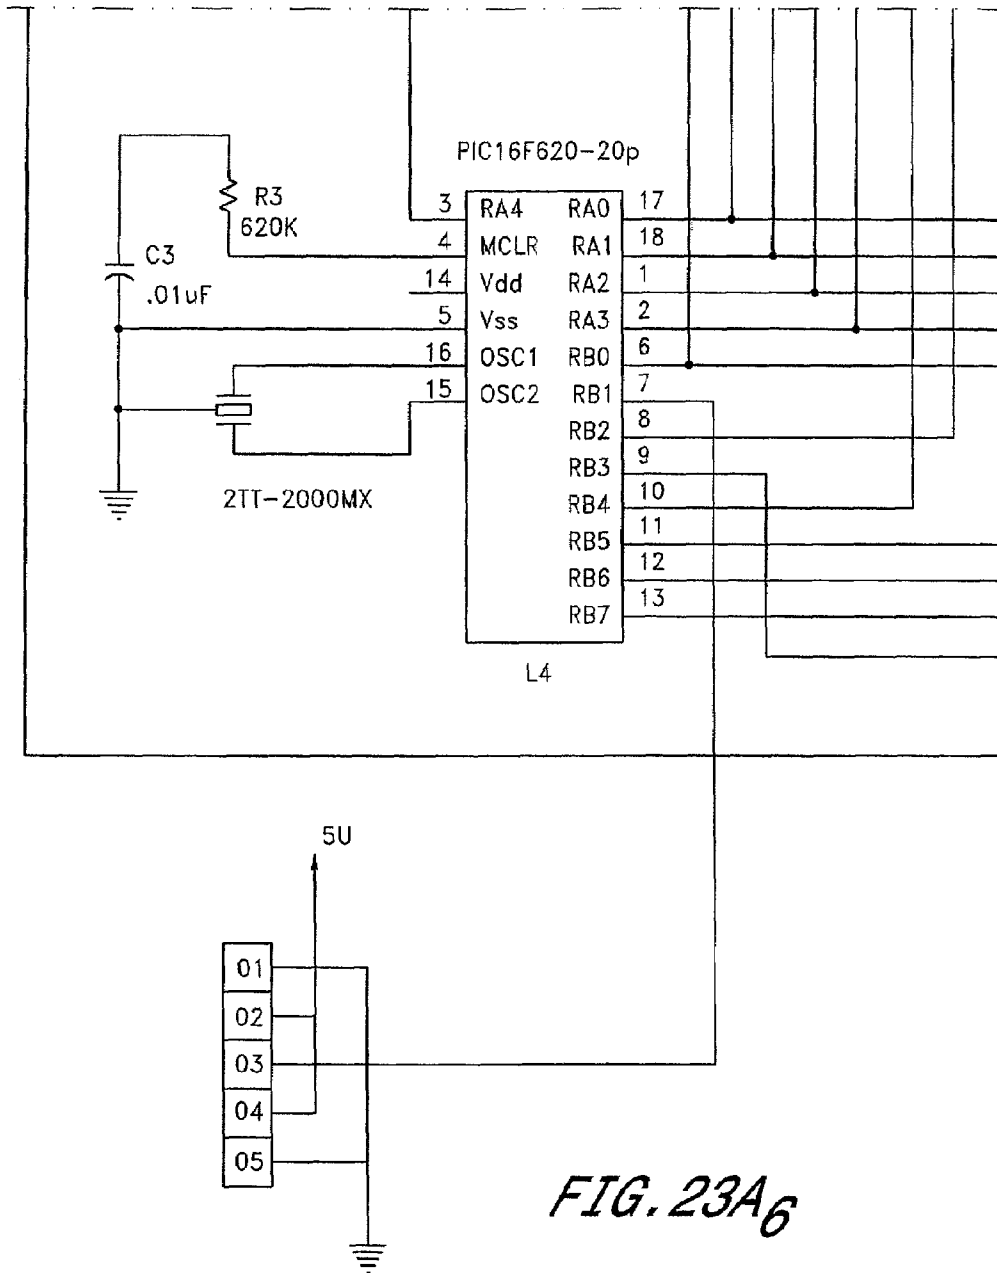 PIC16F620-20p
3 RA4 RA0 17
R3
620K
4 MCLR RA1 18
C3
.01uF
14 Vdd RA2 1
5 Vss RA3 2
16 OSC1 RB0 6
15 OSC2 RB1 7
RB2 8
RB3 9
2TT-2000MX
RB4 10
RB5 11
RB6 12
RB7 13
L4
5U
01
02
03
04
05
FIG. 23A6